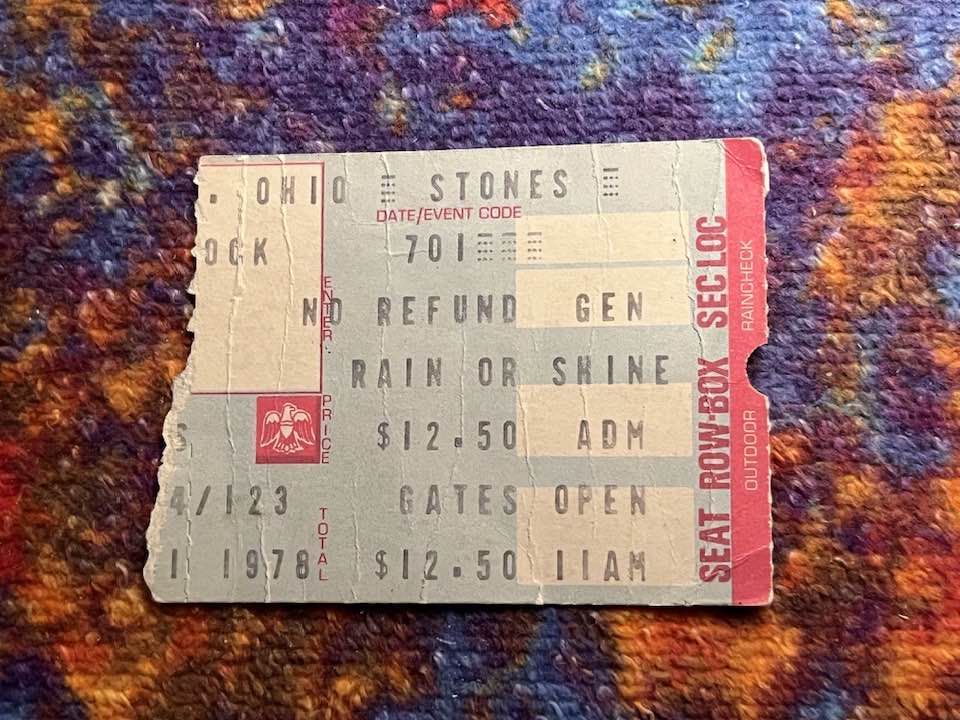 . OHIO STONES
DATE/EVENT CODE
OCK 701
ENTER
NO REFUND GEN
RAIN OR SHINE
PRICE
S, $12.50 ADM
4/123 GATES OPEN
TOTAL
1 1978 $12.50 11AM
SEAT ROW-BOX SEC LOC
OUTDOOR RAINCHECK